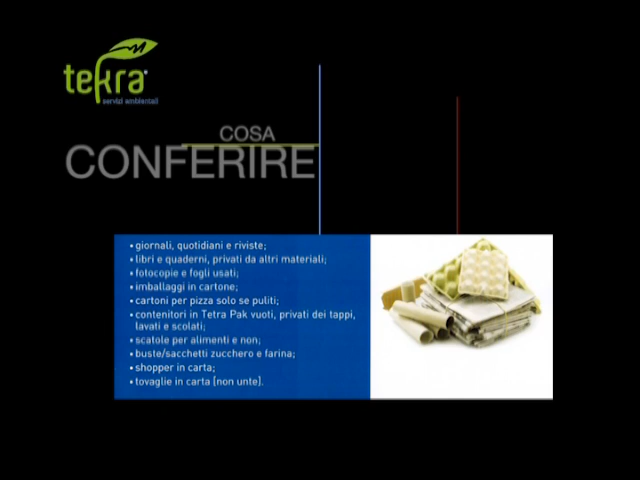 tekra
servizi ambientali
COSA
CONFERIRE
• giornali, quotidiani e riviste;
• libri e quaderni, privati da altri materiali;
• fotocopie e fogli usati;
• imballaggi in cartone;
• cartoni per pizza solo se puliti;
• contenitori in Tetra Pak vuoti, privati dei tappi,
lavati e scolati;
• scatole per alimenti e non;
• buste/sacchetti zucchero e farina;
• shopper in carta;
• tovaglie in carta (non unte).